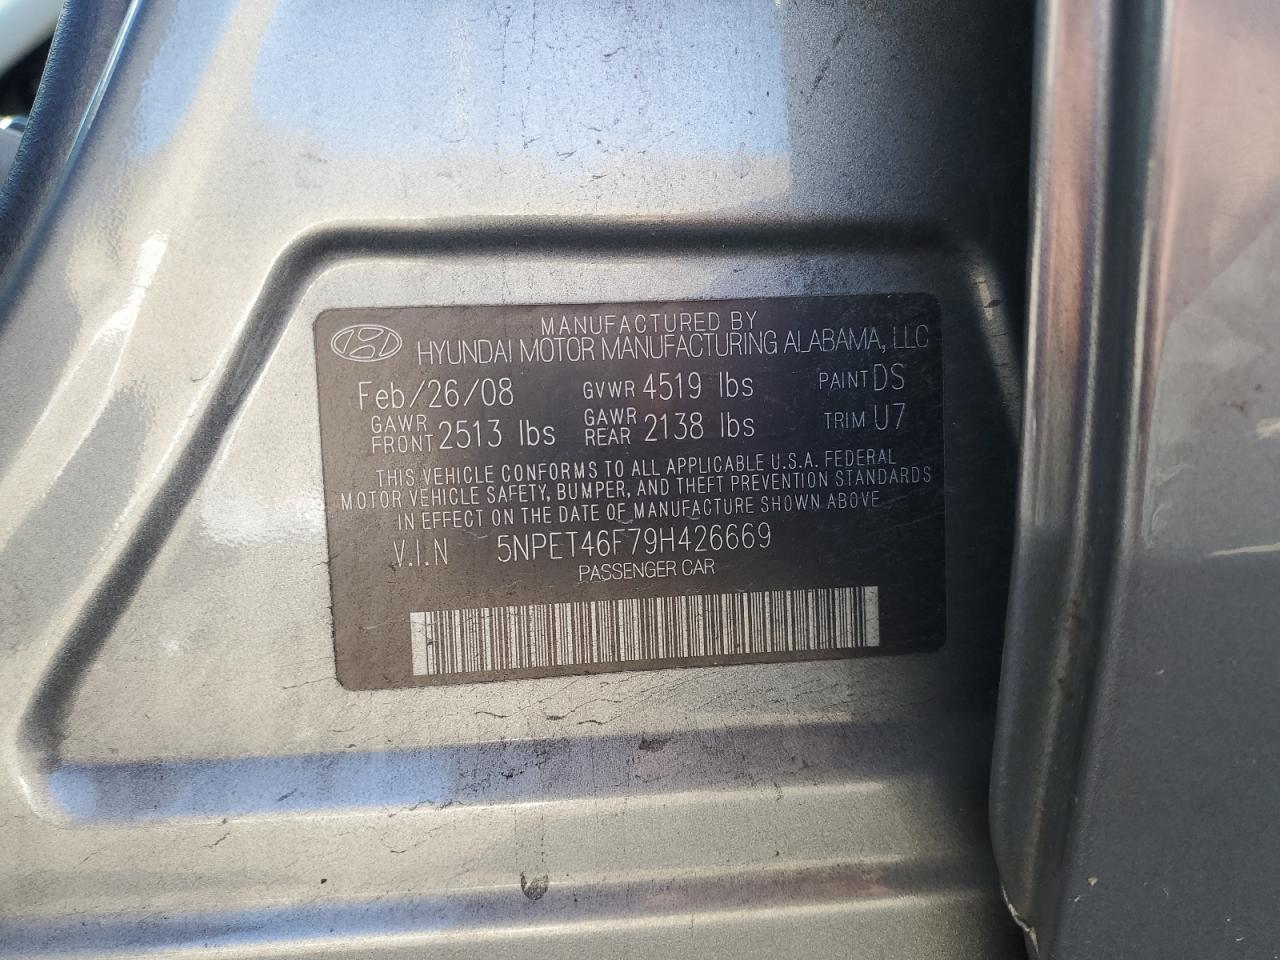 MANUFACTURED BY
HYUNDAI MOTOR MANUFACTURING ALABAMA, LLC
Feb/26/08 GVWR 4519 lbs PAINT DS
GAWR FRONT 2513 lbs GAWR REAR 2138 lbs TRIM U7
THIS VEHICLE CONFORMS TO ALL APPLICABLE U.S.A. FEDERAL
MOTOR VEHICLE SAFETY, BUMPER, AND THEFT PREVENTION STANDARDS
IN EFFECT ON THE DATE OF MANUFACTURE SHOWN ABOVE
V.I.N 5NPET46F79H426669
PASSENGER CAR